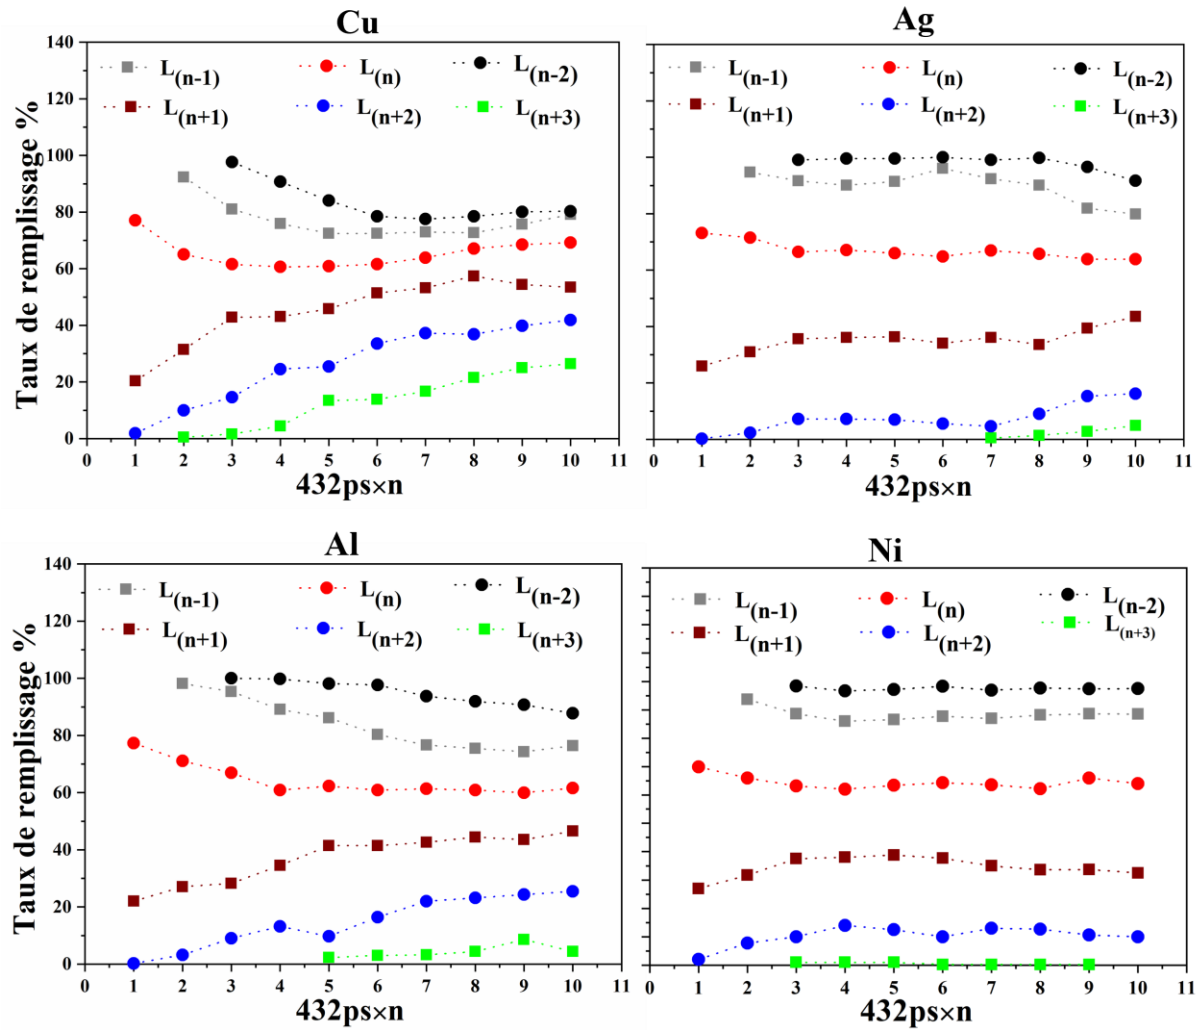 Cu
Taux de remplissage %
140
120
100
80
60
40
20
0
L(n-1)
L(n)
L(n-2)
L(n+1)
L(n+2)
L(n+3)
0 1 2 3 4 5 6 7 8 9 10 11
432ps×n
Ag
L(n-1)
L(n)
L(n-2)
L(n+1)
L(n+2)
L(n+3)
0 1 2 3 4 5 6 7 8 9 10 11
432ps×n
Al
Taux de remplissage %
140
120
100
80
60
40
20
0
L(n-1)
L(n)
L(n-2)
L(n+1)
L(n+2)
L(n+3)
0 1 2 3 4 5 6 7 8 9 10 11
432ps×n
Ni
L(n-1)
L(n)
L(n-2)
L(n+1)
L(n+2)
L(n+3)
0 1 2 3 4 5 6 7 8 9 10 11
432ps×n